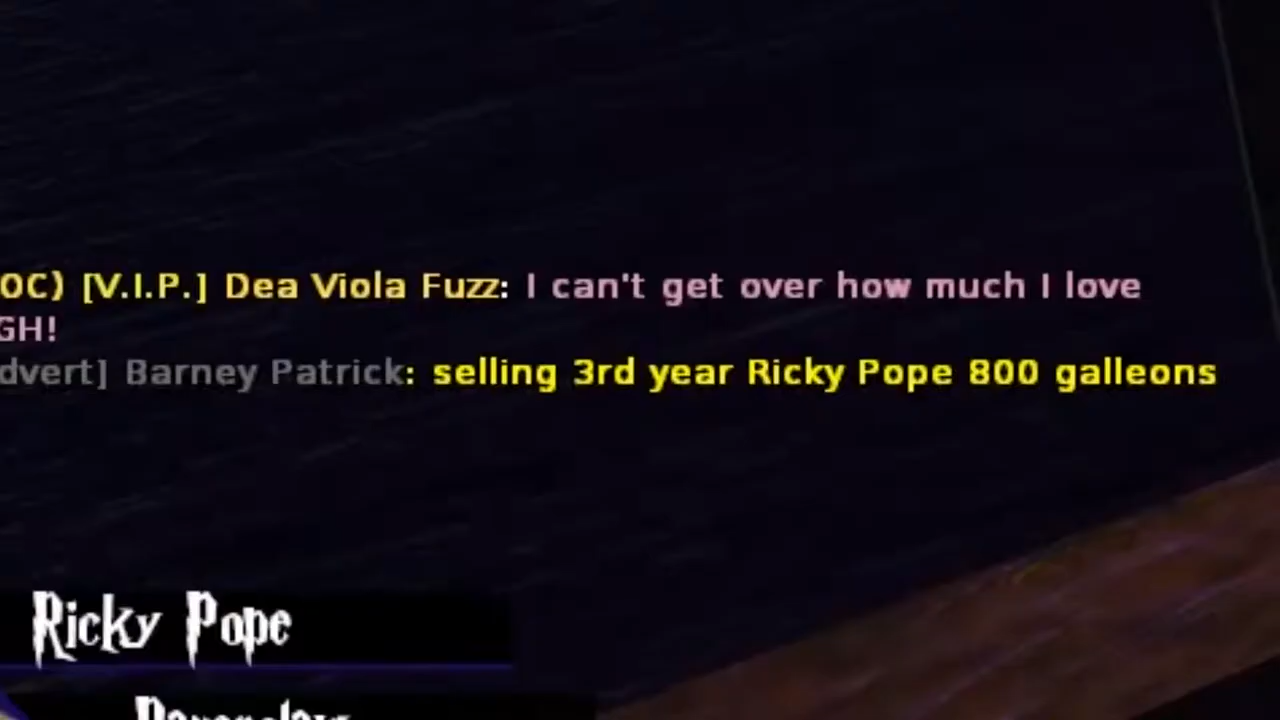 OC) [V.I.P.] Dea Viola Fuzz: I can't get over how much I love
GH!
dvert] Barney Patrick: selling 3rd year Ricky Pope 800 galleons
Ricky Pope
Ravenclaw